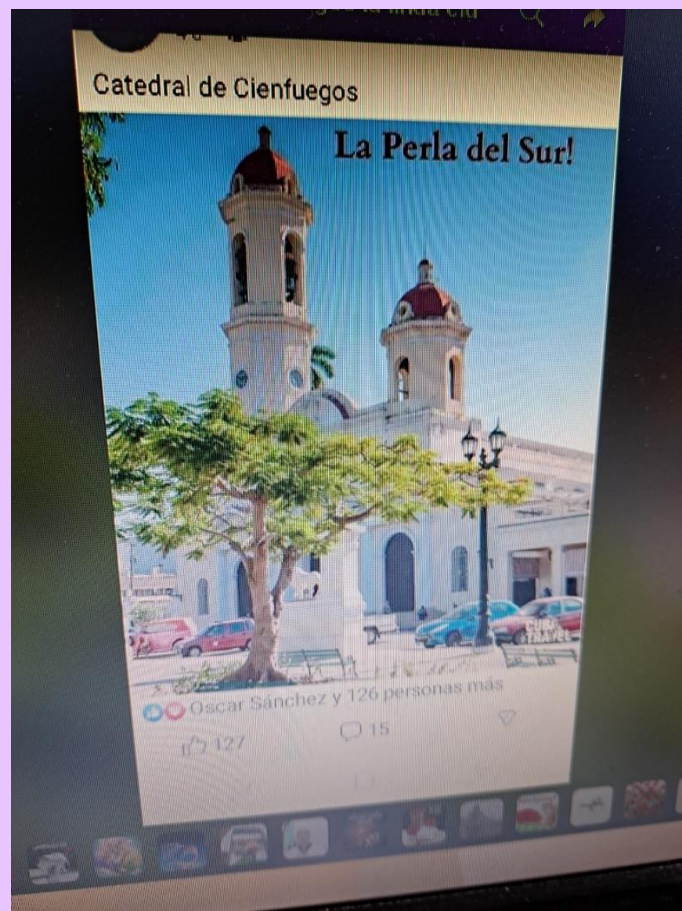 Catedral de Cienfuegos
La Perla del Sur!
CUBA
TRAVEL
Oscar Sánchez y 126 personas más
127
15